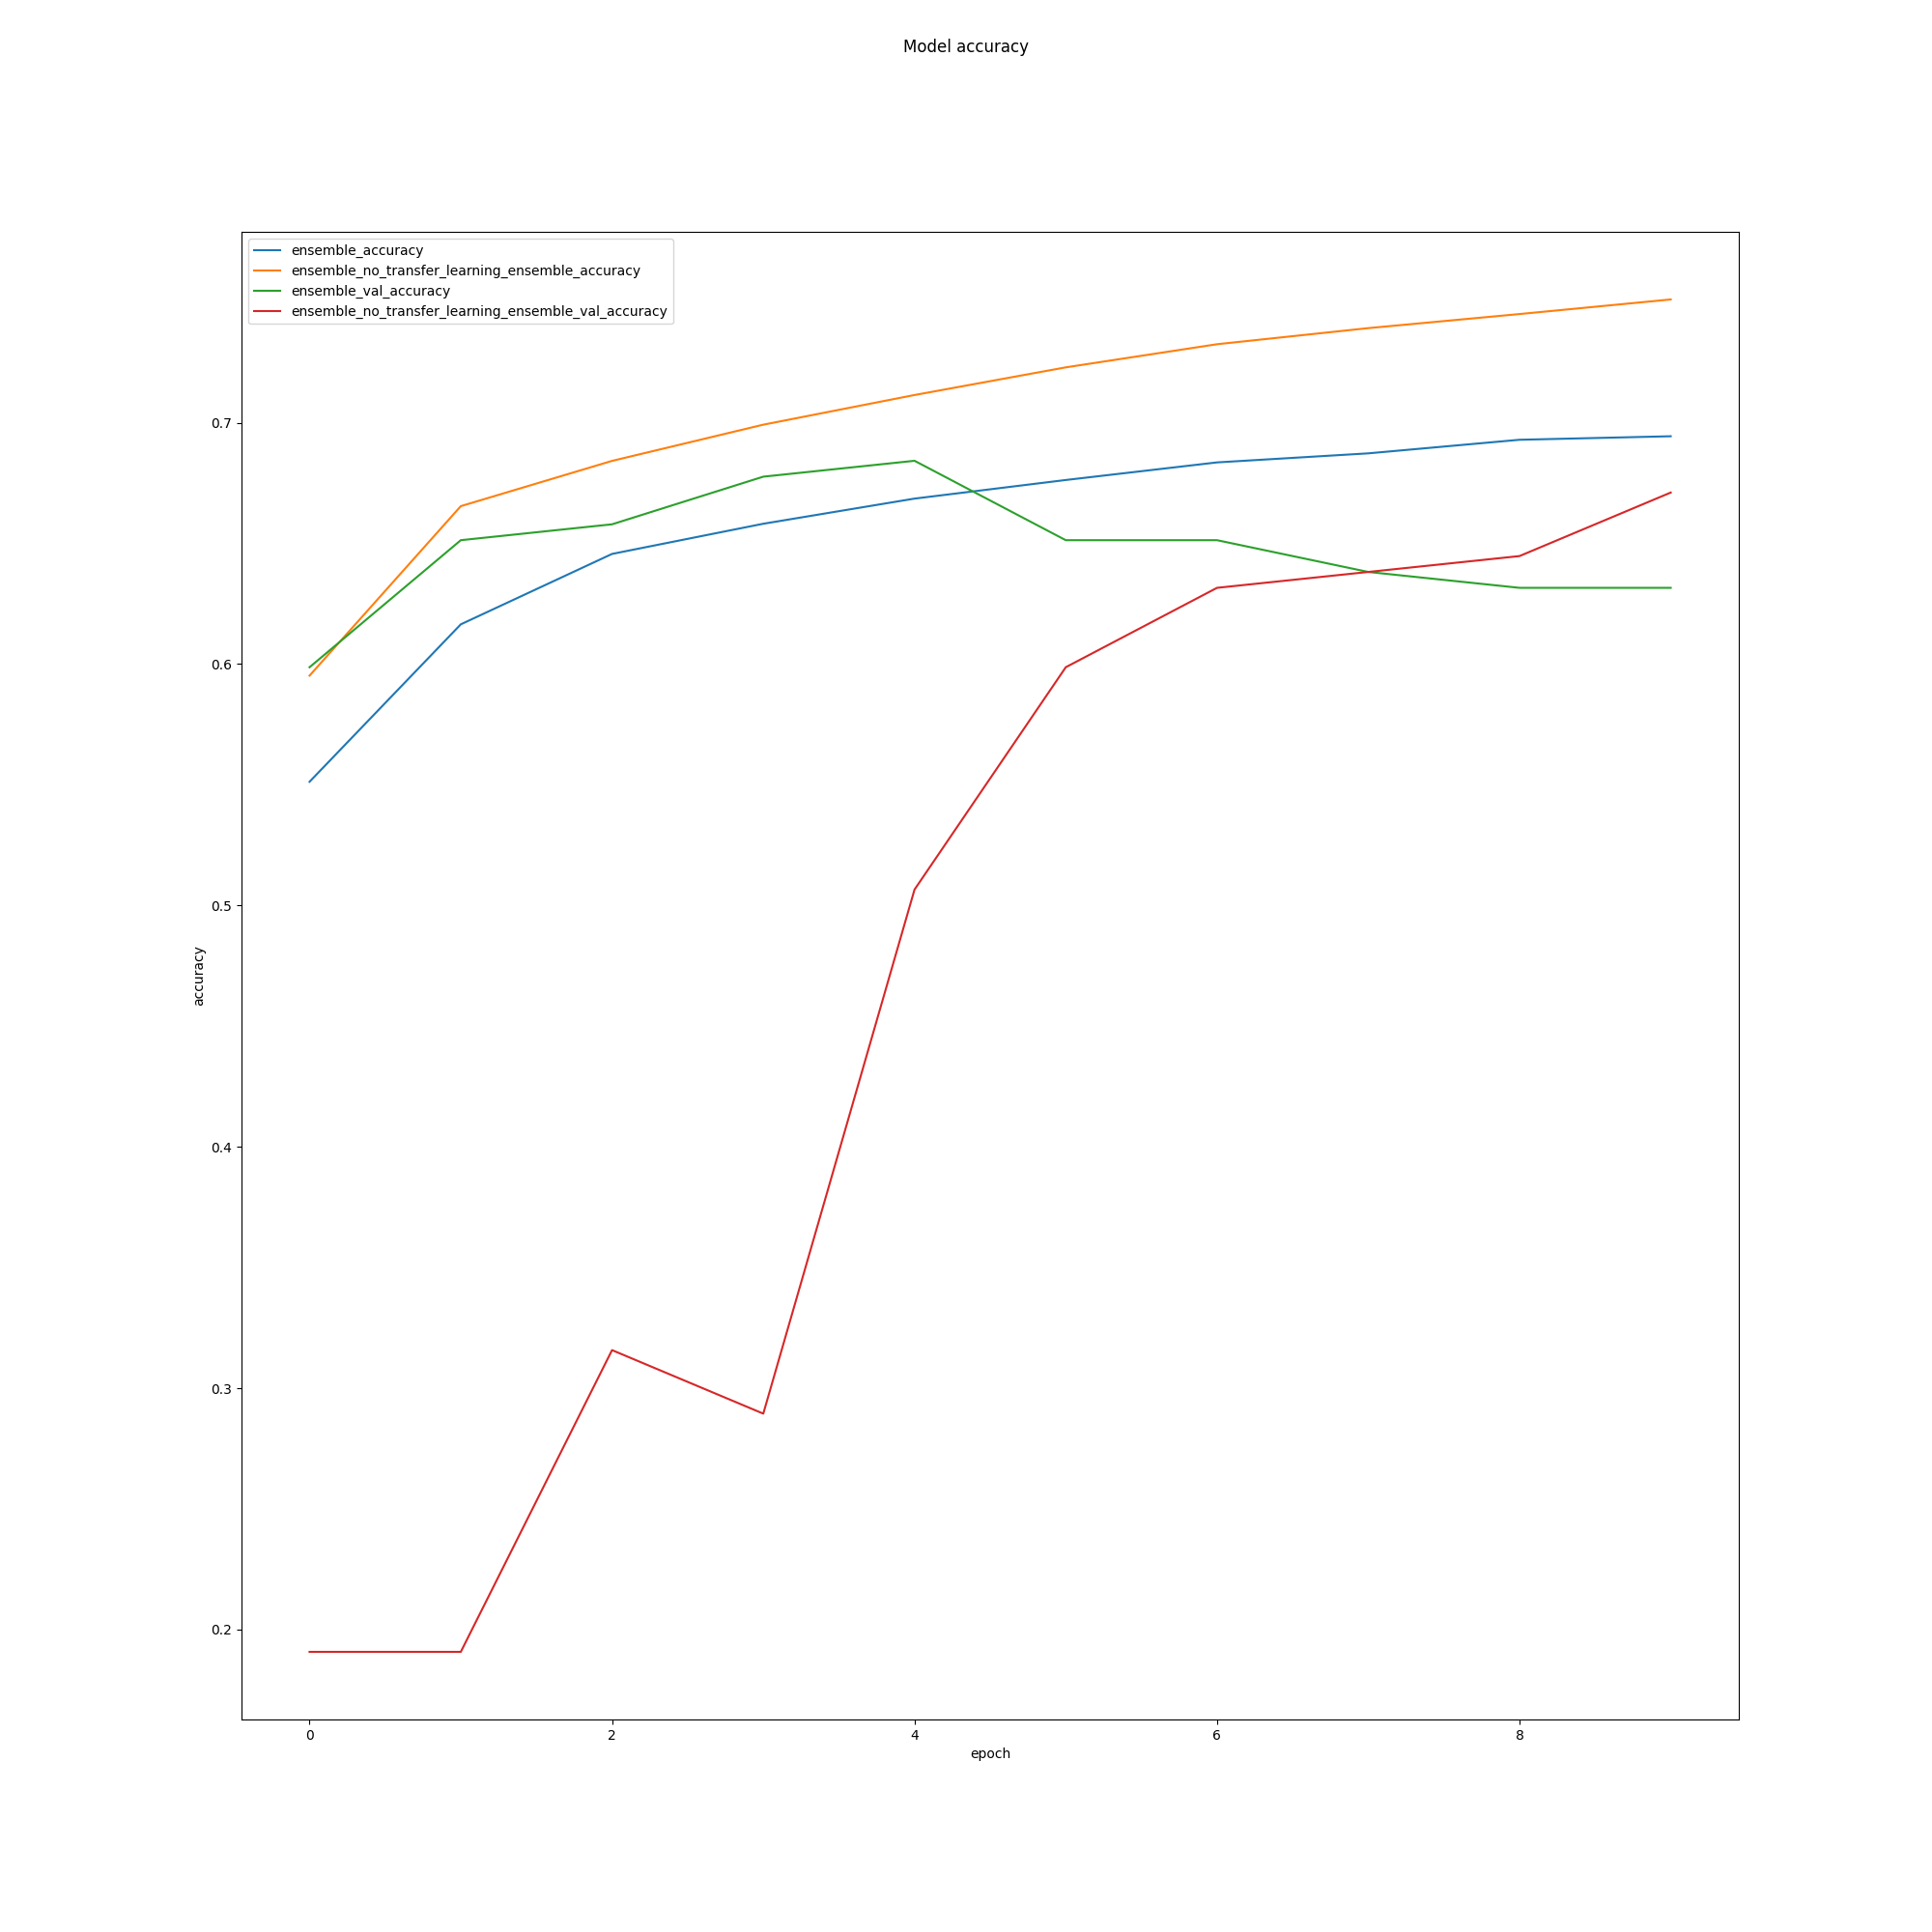 Model accuracy
ensemble_accuracy
ensemble_no_transfer_learning_ensemble_accuracy
ensemble_val_accuracy
ensemble_no_transfer_learning_ensemble_val_accuracy
0.7
0.6
0.5
0.4
0.3
0.2
accuracy
0 2 4 6 8
epoch